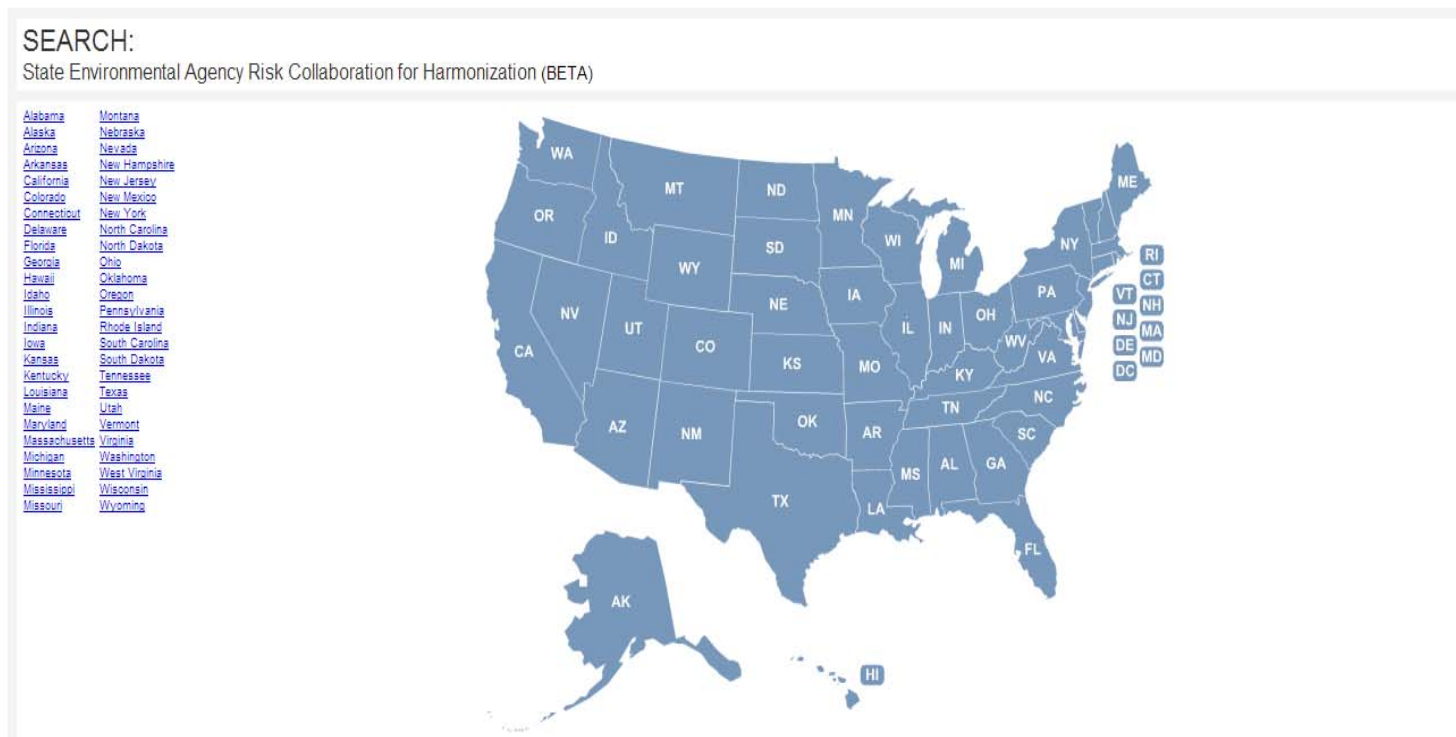 SEARCH:
State Environmental Agency Risk Collaboration for Harmonization (BETA)
Alabama Montana
Alaska Nebraska
Arizona Nevada
Arkansas New Hampshire
California New Jersey
Colorado New Mexico
Connecticut New York
Delaware North Carolina
Florida North Dakota
Georgia Ohio
Hawaii Oklahoma
Idaho Oregon
Illinois Pennsylvania
Indiana Rhode Island
Iowa South Carolina
Kansas South Dakota
Kentucky Tennessee
Louisiana Texas
Maine Utah
Maryland Vermont
Massachusetts Virginia
Michigan Washington
Minnesota West Virginia
Mississippi Wisconsin
Missouri Wyoming
WA
MT
ND
ME
OR
MN
ID
SD
WI
NY
RI
WY
MI
CT
IA
PA
VT
NH
NE
NV
OH
NJ
UT
IL
IN
MA
CO
WV
DE
CA
VA
MD
KS
MO
KY
DC
NC
TN
AZ
OK
NM
AR
SC
MS
AL
GA
TX
LA
FL
AK
HI